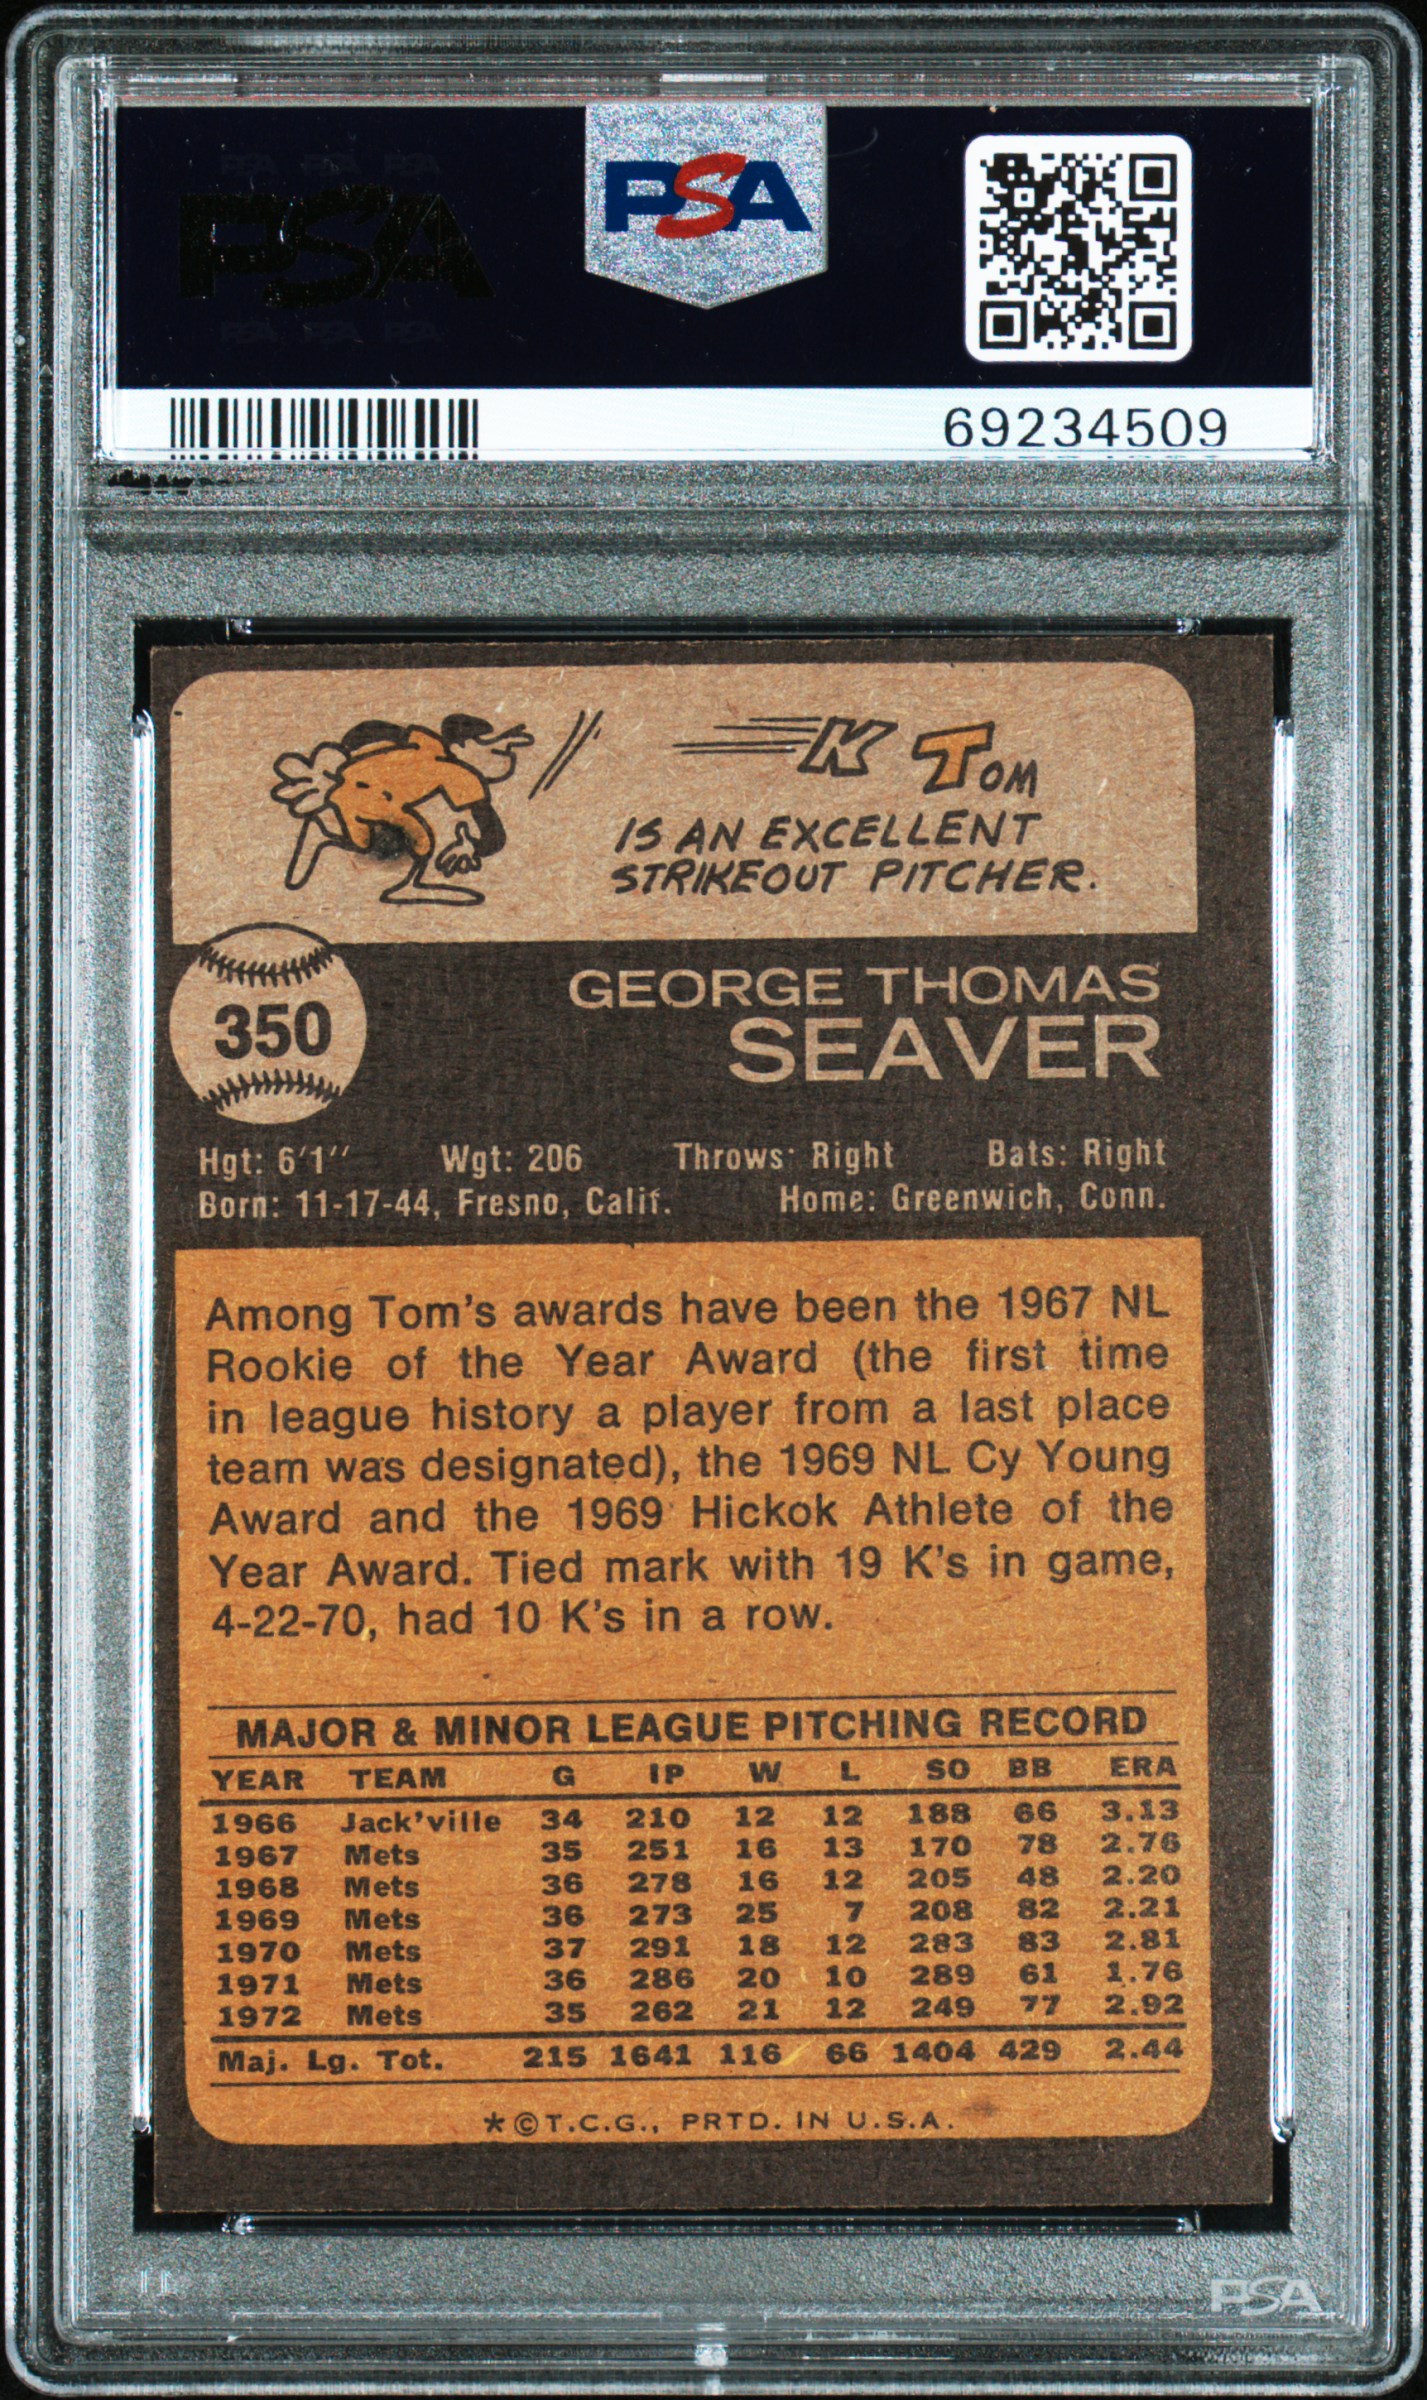 PSA PSA PSA
PSA
PSA PSA PSA
PSA
69234509
K Tom
IS AN EXCELLENT
STRIKEOUT PITCHER.
350
GEORGE THOMAS
SEAVER
Hgt: 6'1" Wgt: 206 Throws: Right Bats: Right
Born: 11-17-44, Fresno, Calif. Home: Greenwich, Conn.
Among Tom's awards have been the 1967 NL
Rookie of the Year Award (the first time
in league history a player from a last place
team was designated), the 1969 NL Cy Young
Award and the 1969 Hickok Athlete of the
Year Award. Tied mark with 19 K's in game,
4-22-70, had 10 K's in a row.
MAJOR & MINOR LEAGUE PITCHING RECORD
YEAR TEAM G IP W L SO BB ERA
1966 Jack'ville 34 210 12 12 188 66 3.13
1967 Mets 35 251 16 13 170 78 2.76
1968 Mets 36 278 16 12 205 48 2.20
1969 Mets 36 273 25 7 208 82 2.21
1970 Mets 37 291 18 12 283 83 2.81
1971 Mets 36 286 20 10 289 61 1.76
1972 Mets 35 262 21 12 249 77 2.92
Maj. Lg. Tot. 215 1641 116 66 1404 429 2.44
*©T.C.G., PRTD. IN U.S.A.
PSA